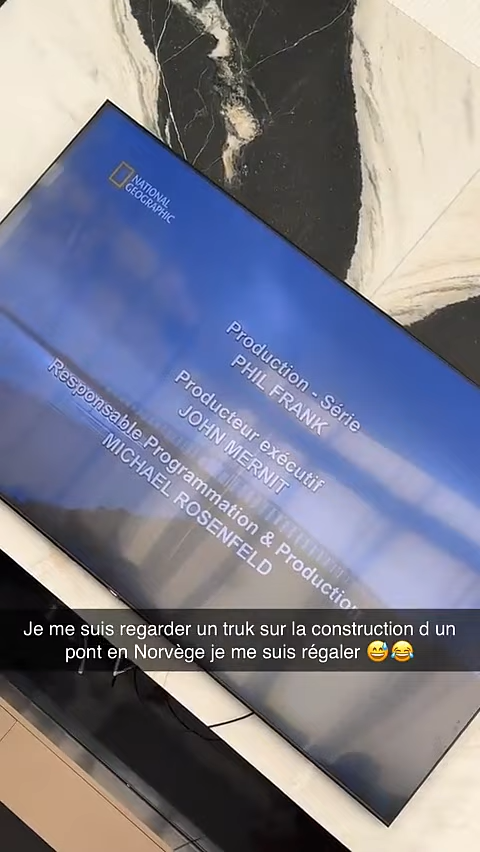 NATIONAL
GEOGRAPHIC
Production - Série
PHIL FRANK
Producteur exécutif
JOHN MERNIT
Responsable Programmation & Production
MICHAEL ROSENFELD
Je me suis regarder un truk sur la construction d un
pont en Norvège je me suis régaler 😅😂